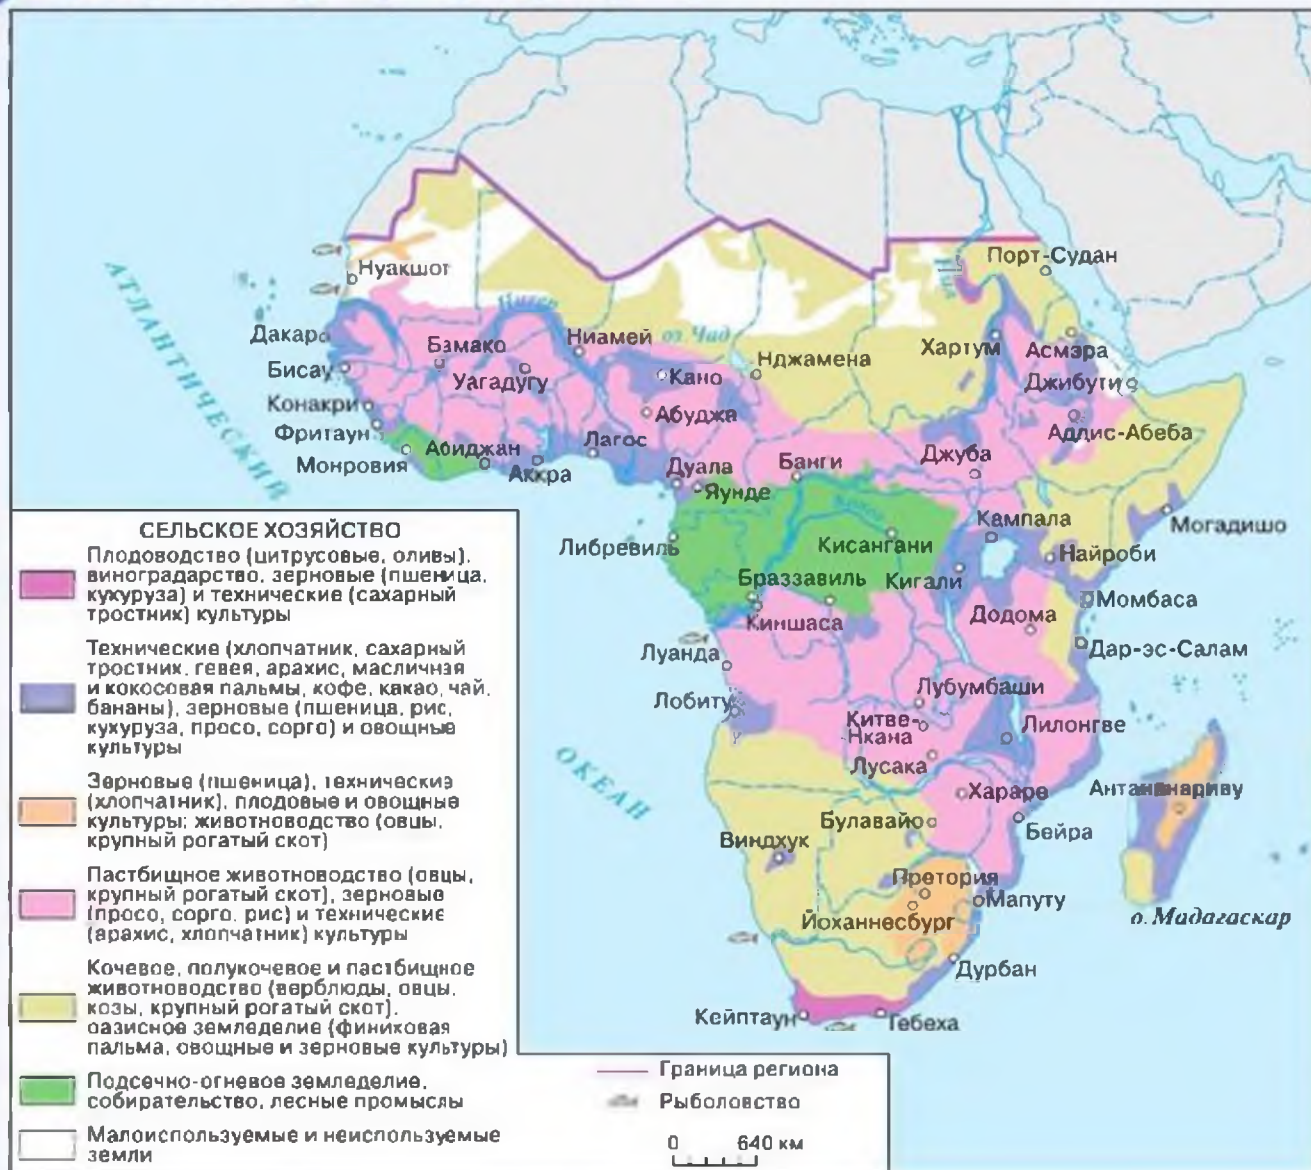 АТЛАНТИЧЕСКИЙ
ОКЕАН
Нуакшот
Порт-Судан
Дакар
Бамако
Нигер
Ниамей
оз. Чад
Нил
Хартум
Асмэра
Бисау
Уагадугу
Кано
Нджамена
Джибути
Конакри
Абуджа
Аддис-Абеба
Фритаун
Абиджан
Лагос
Монровия
Аккра
Дуала
Банги
Джуба
Яунде
Кампала
Могадишо
Либревиль
Конго
Кисангани
Найроби
Браззавиль
Кигали
Момбаса
Киншаса
Додома
Луанда
Дар-эс-Салам
Лобиту
Лубумбаши
Китве-
Нкана
Лилонгве
Лусака
Антананариву
Хараре
Булавайо
Бейра
Виндхук
Претория
Мапуту
Йоханнесбург
о. Мадагаскар
Дурбан
Кейптаун
Гебеха
СЕЛЬСКОЕ ХОЗЯЙСТВО
Плодоводство (цитрусовые, оливы),
виноградарство, зерновые (пшеница,
кукуруза) и технические (сахарный
тростник) культуры
Технические (хлопчатник, сахарный
тростник, гевея, арахис, масличная
и кокосовая пальмы, кофе, какао, чай,
бананы), зерновые (пшеница, рис,
кукуруза, просо, сорго) и овощные
культуры
Зерновые (пшеница), технические
(хлопчатник), плодовые и овощные
культуры; животноводство (овцы,
крупный рогатый скот)
Пастбищное животноводство (овцы,
крупный рогатый скот), зерновые
(просо, сорго, рис) и технические
(арахис, хлопчатник) культуры
Кочевое, полукочевое и пастбищное
животноводство (верблюды, овцы,
козы, крупный рогатый скот),
оазисное земледелие (финиковая
пальма, овощные и зерновые культуры)
Подсечно-огневое земледелие,
собирательство, лесные промыслы
Малоиспользуемые и неиспользуемые
земли
Граница региона
Рыболовство
0 640 км